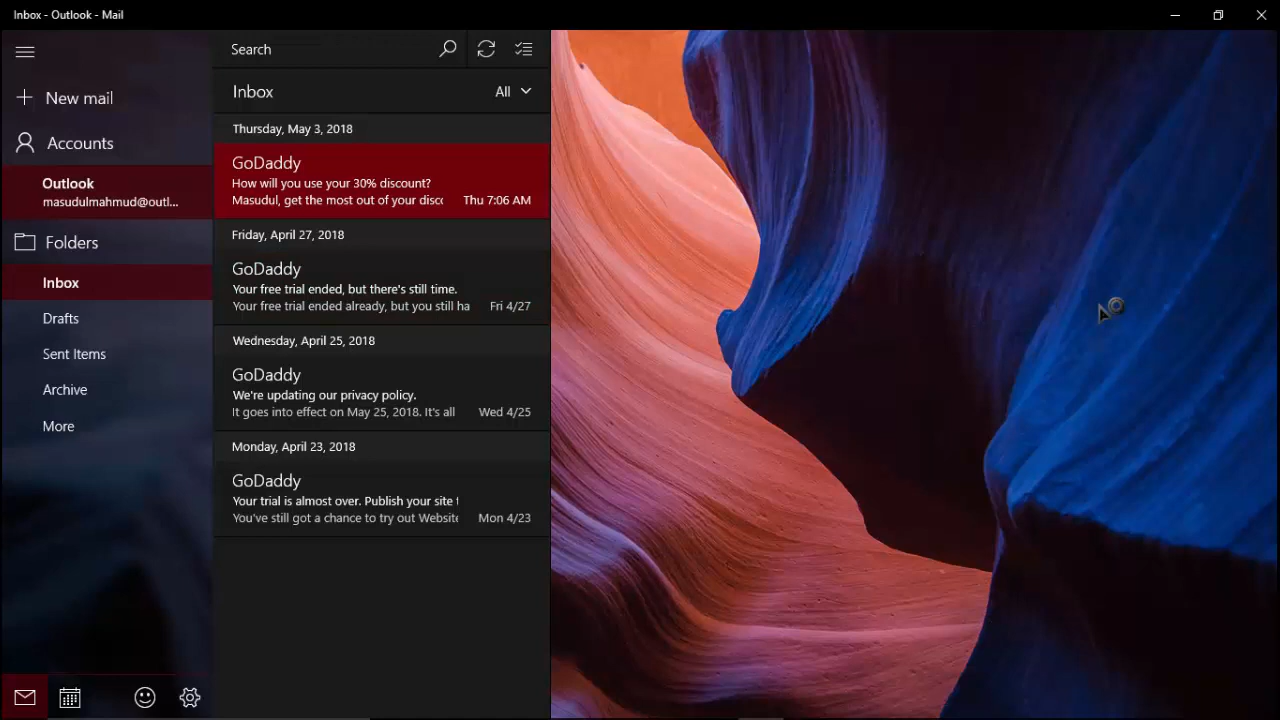 Inbox - Outlook - Mail
Search
New mail
Accounts
Outlook
masudulmahmud@outl...
Folders
Inbox
Drafts
Sent Items
Archive
More
Inbox
All
Thursday, May 3, 2018
GoDaddy
How will you use your 30% discount?
Masudul, get the most out of your disco Thu 7:06 AM
Friday, April 27, 2018
GoDaddy
Your free trial ended, but there's still time.
Your free trial ended already, but you still ha Fri 4/27
Wednesday, April 25, 2018
GoDaddy
We're updating our privacy policy.
It goes into effect on May 25, 2018. It's all Wed 4/25
Monday, April 23, 2018
GoDaddy
Your trial is almost over. Publish your site t
You've still got a chance to try out Website Mon 4/23